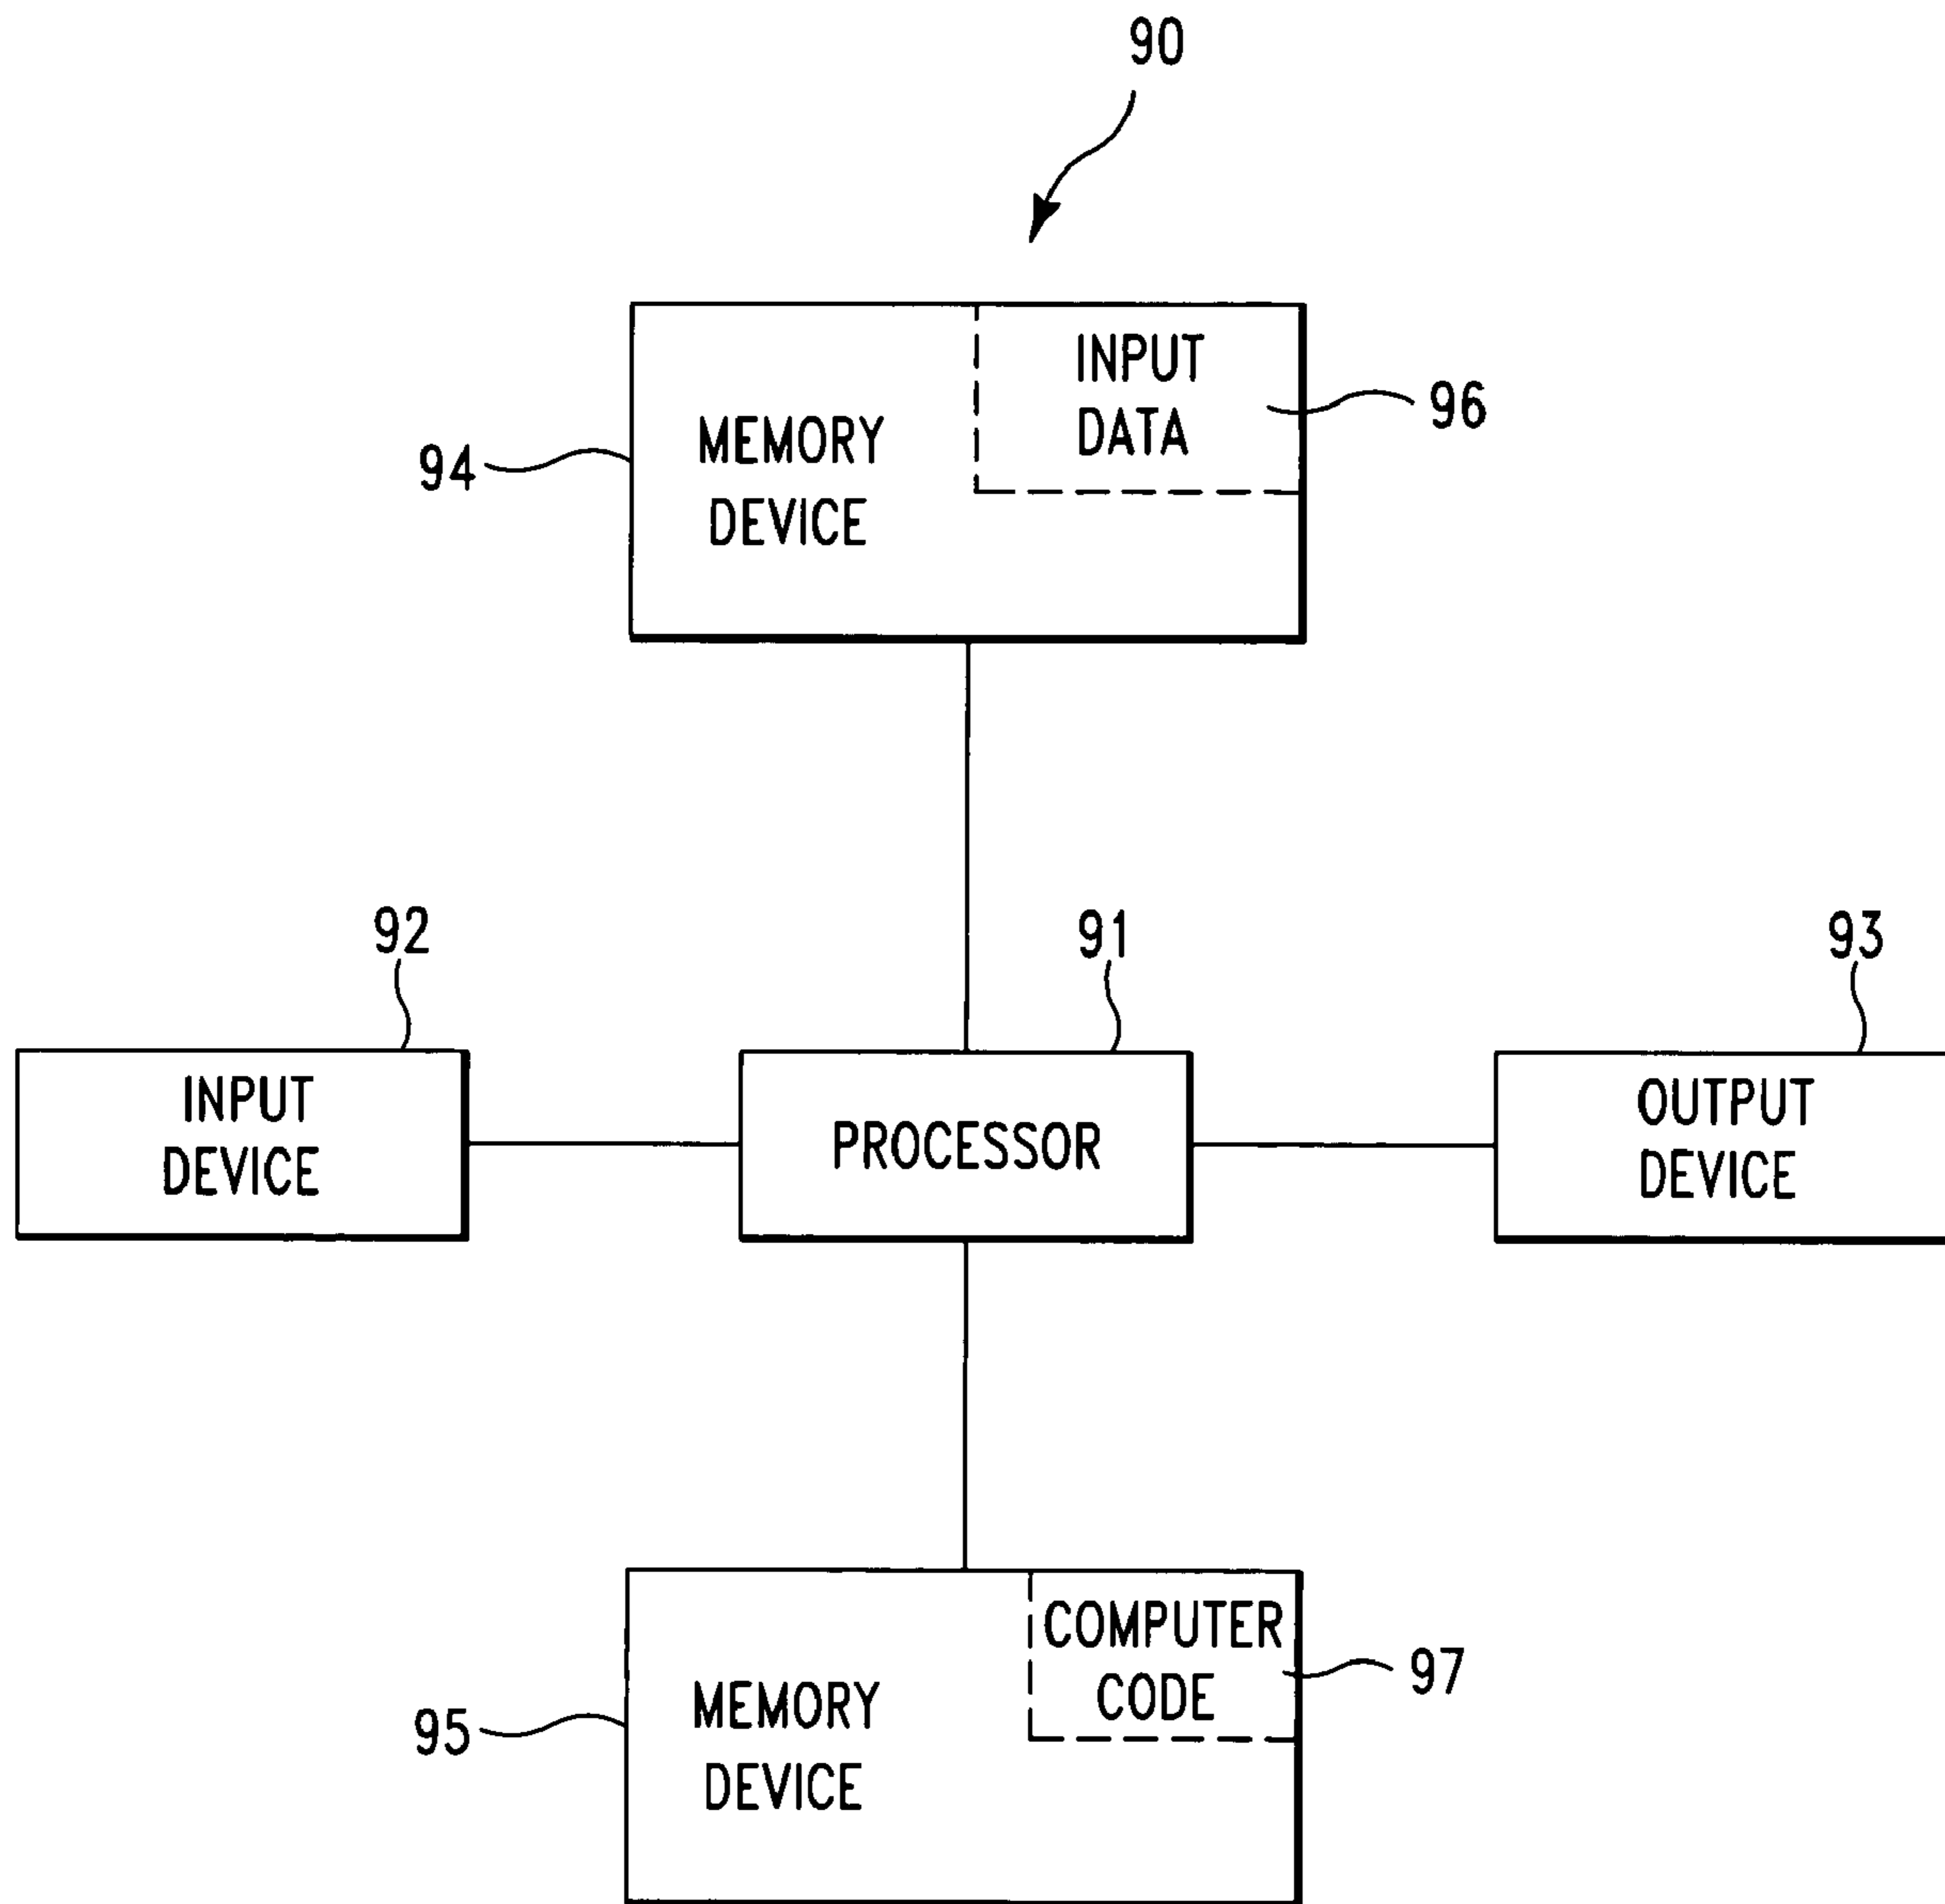 90
INPUT
DATA
96
MEMORY
DEVICE
94
92
91
93
INPUT
DEVICE
PROCESSOR
OUTPUT
DEVICE
COMPUTER
CODE
97
MEMORY
DEVICE
95